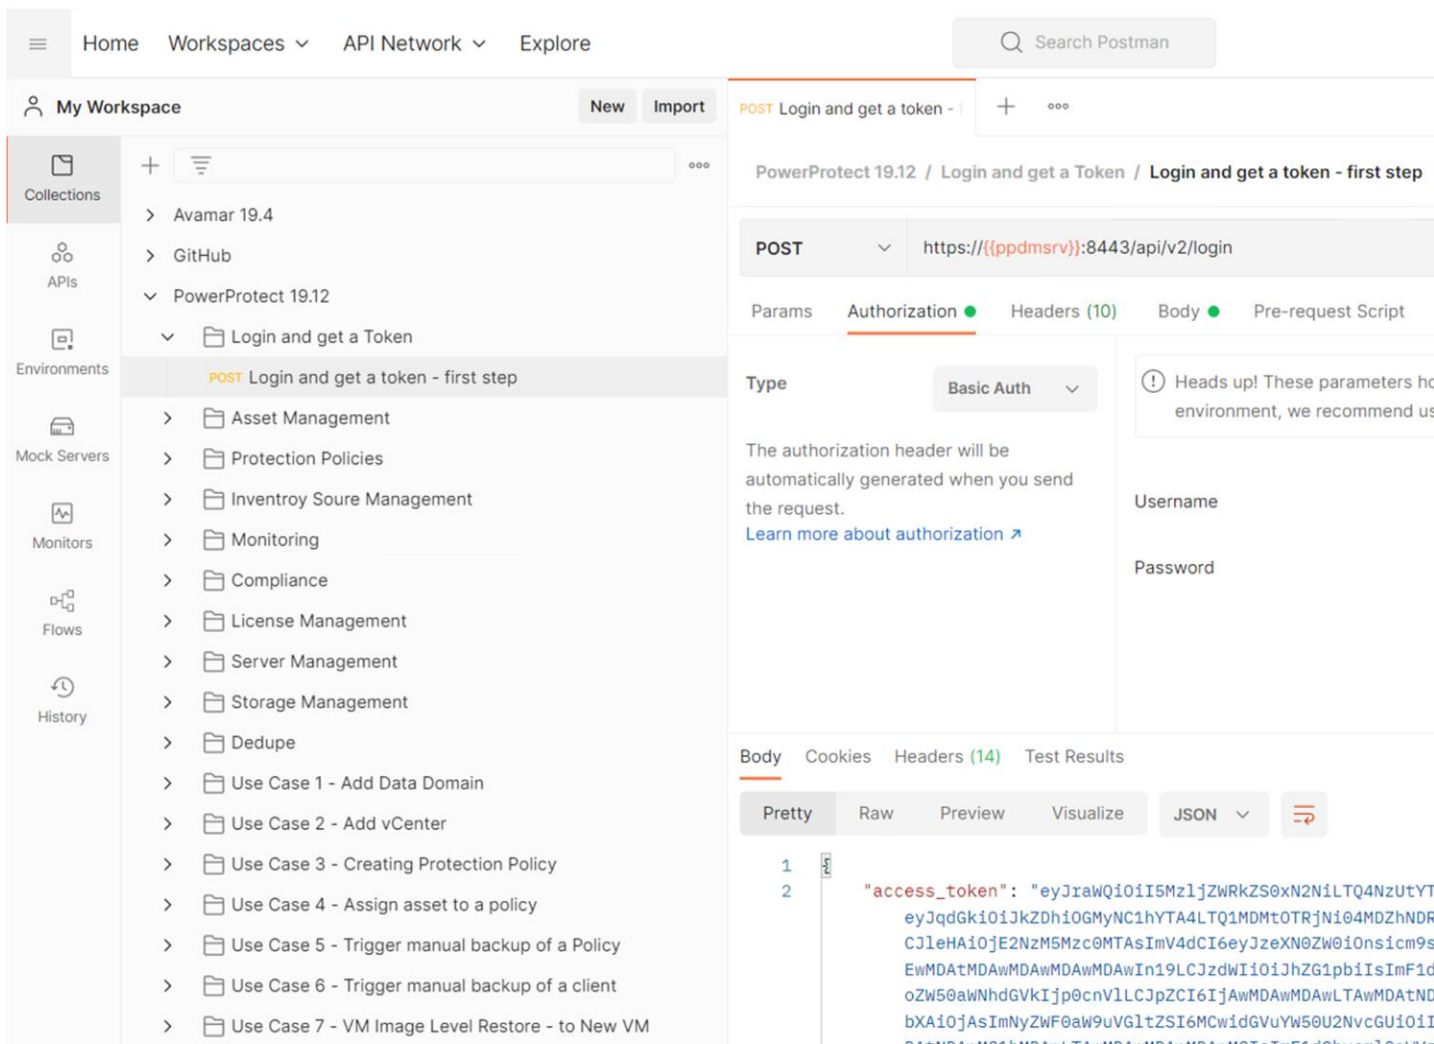 Home Workspaces API Network Explore Search Postman
My Workspace New Import
Collections
APIs
Environments
Mock Servers
Monitors
Flows
History
Avamar 19.4
GitHub
PowerProtect 19.12
Login and get a Token
POST Login and get a token - first step
Asset Management
Protection Policies
Inventroy Soure Management
Monitoring
Compliance
License Management
Server Management
Storage Management
Dedupe
Use Case 1 - Add Data Domain
Use Case 2 - Add vCenter
Use Case 3 - Creating Protection Policy
Use Case 4 - Assign asset to a policy
Use Case 5 - Trigger manual backup of a Policy
Use Case 6 - Trigger manual backup of a client
Use Case 7 - VM Image Level Restore - to New VM
POST Login and get a token -
PowerProtect 19.12 / Login and get a Token / Login and get a token - first step
POST https://{{ppdmsrv}}:8443/api/v2/login
Params Authorization Headers (10) Body Pre-request Script
Type Basic Auth
The authorization header will be
automatically generated when you send
the request.
Learn more about authorization ↗
Heads up! These parameters ho
environment, we recommend us
Username
Password
Body Cookies Headers (14) Test Results
Pretty Raw Preview Visualize JSON
1 {
2 "access_token": "eyJraWQiOiI5MzljZWRkZS0xN2NiLTQ4NzUtYT
eyJqdGkiOiJkZDhiOGMyNC1hYTA4LTQ1MDMtOTRjNi04MDZhNDR
CJleHAiOjE2NzM5Mzc0MTAsImV4dCI6eyJzeXN0ZW0iOnsicm9s
EwMDAtMDAwMDAwMDAwMDAwIn19LCJzdWIiOiJhZG1pbiIsImF1d
oZW50aWNhdGVkIjp0cnVlLCJpZCI6IjAwMDAwMDAwLTAwMDAtND
bXAiOjAsImNyZWF0aW9uVGltZSI6MCwidGVuYW50U2NvcGUiOiI